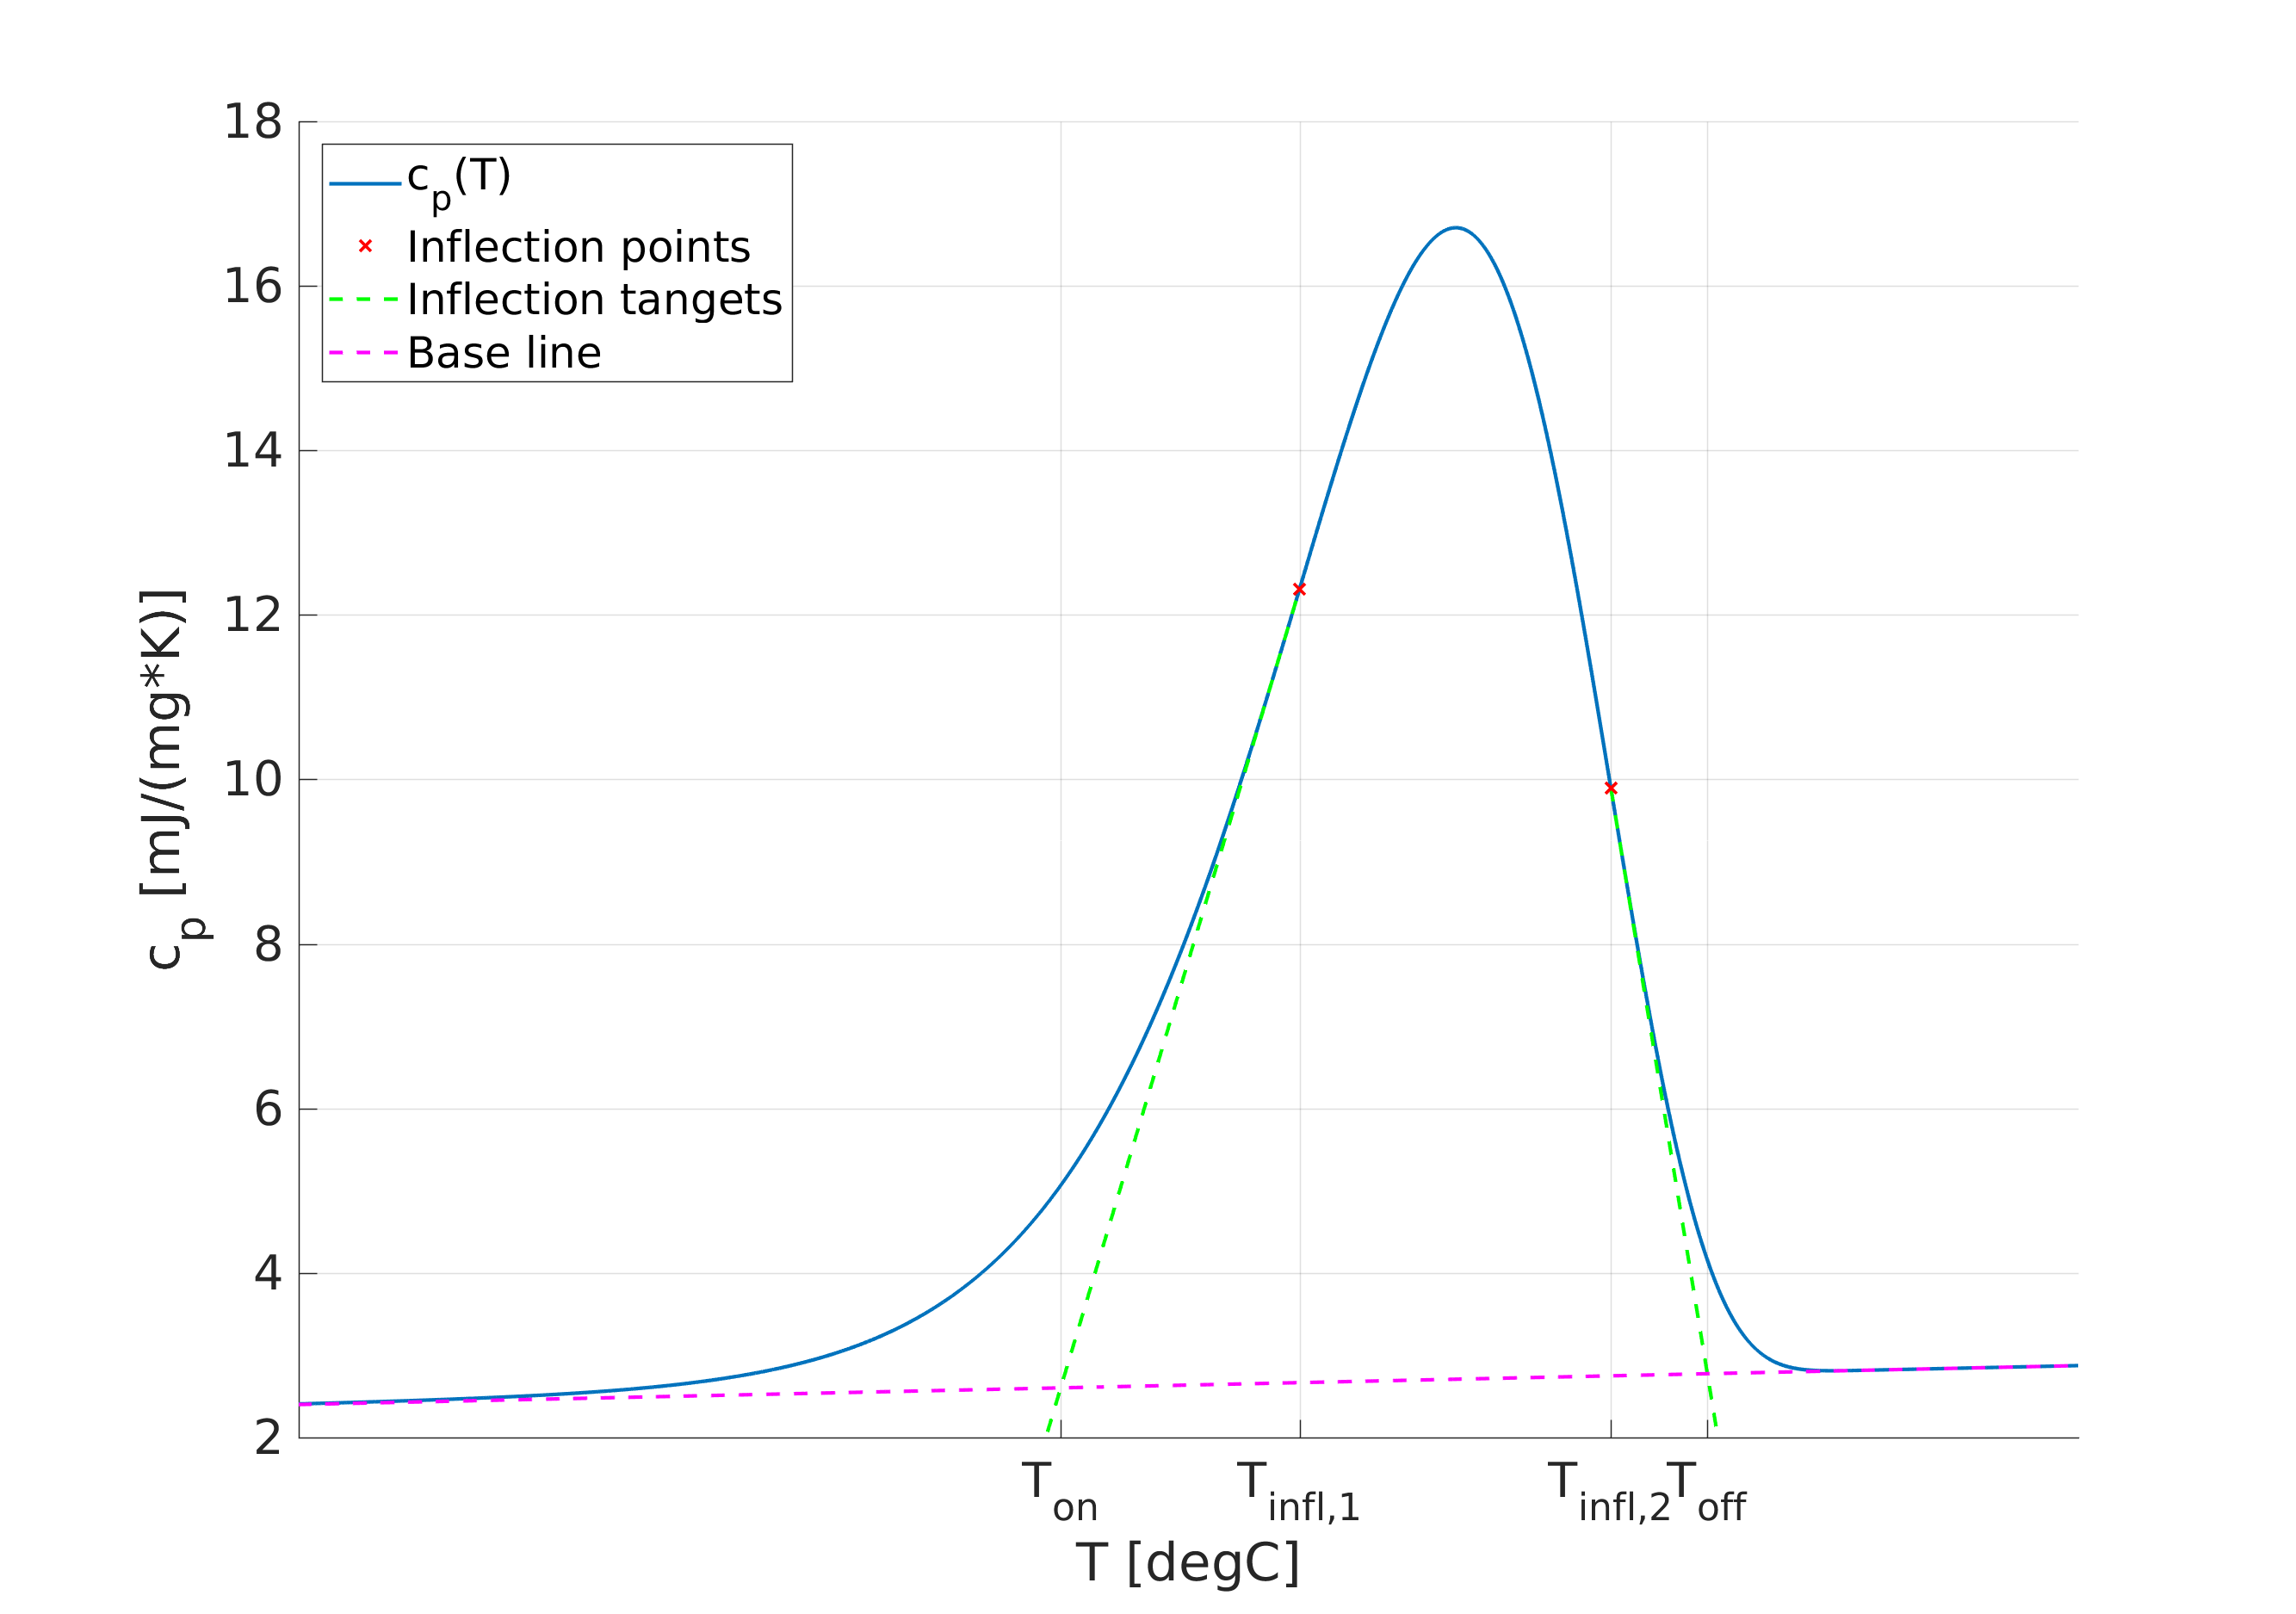 18
16
14
12
10
8
6
4
2
c_p(T)
Inflection points
Inflection tangets
Base line
c_p [mJ/(mg*K)]
T_on T_infl,1 T_infl,2 T_off
T [degC]